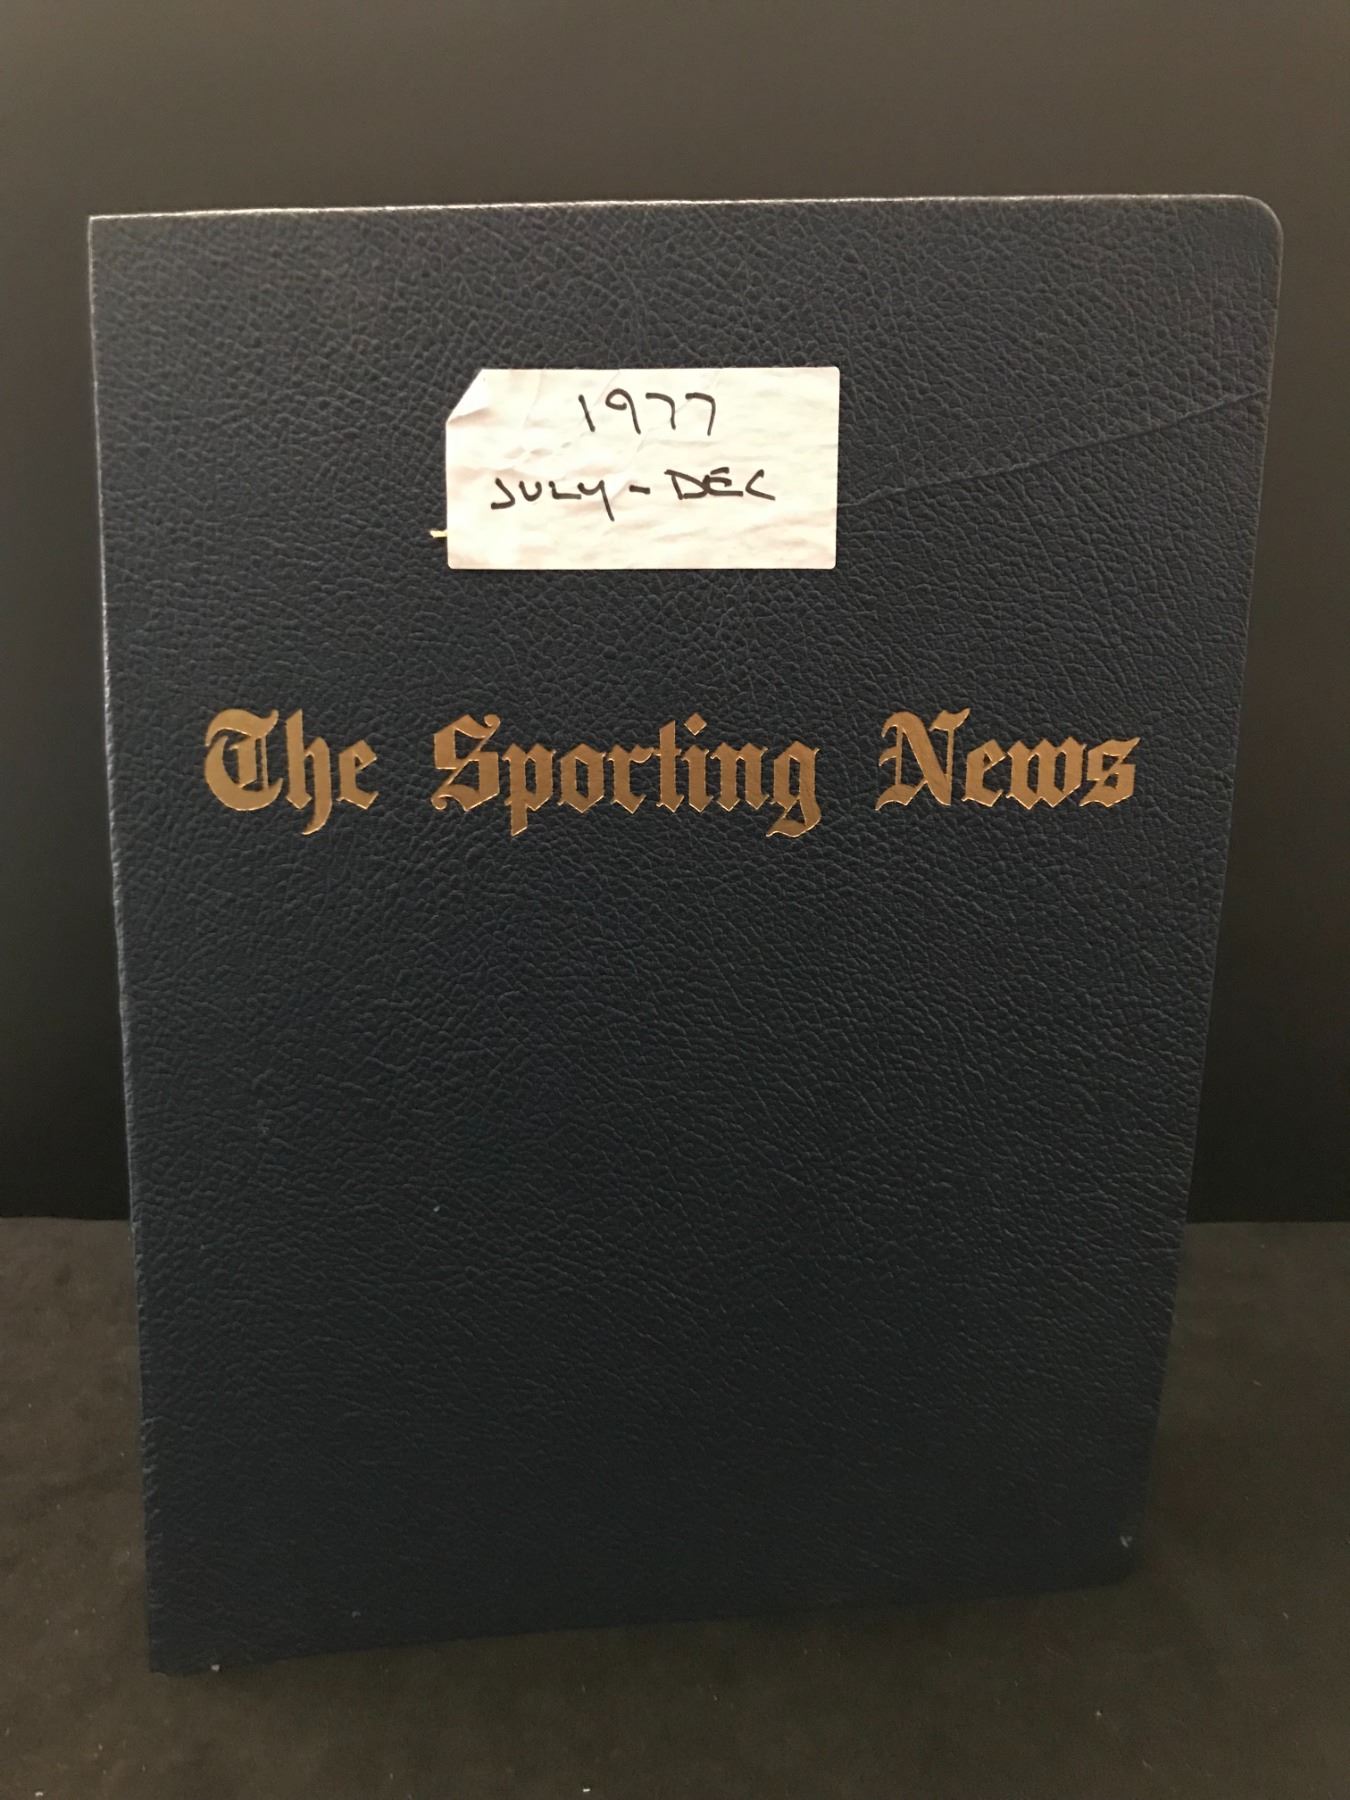 1977
JULY - DEC
The Sporting News